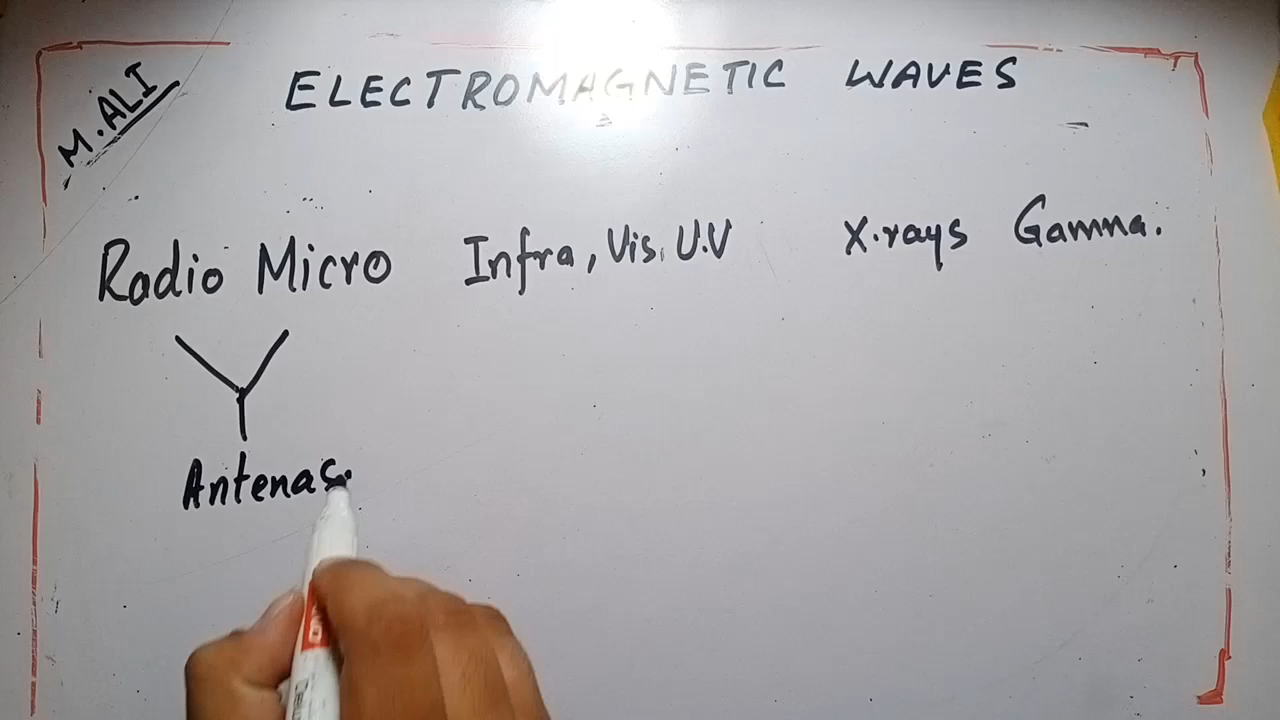 M.ALI
ELECTROMAGNETIC WAVES
Radio Micro Infra, Vis. U.V X.rays Gamma.
Antenas.